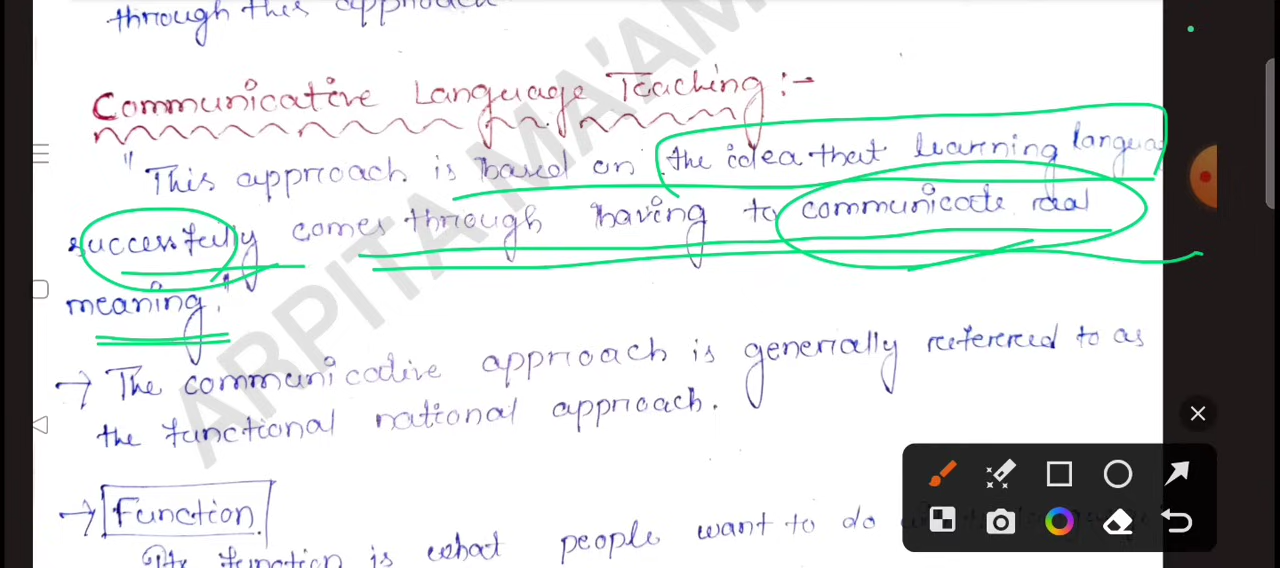 through this approach
Communicative Language Teaching :-
"This approach is based on the idea that learning langua
successfully comes through having to communicate real
meaning."
→ The communicative approach is generally refered to as
the functional national approach.
→ Function
The function is what people want to do
ARPITA MA'AM